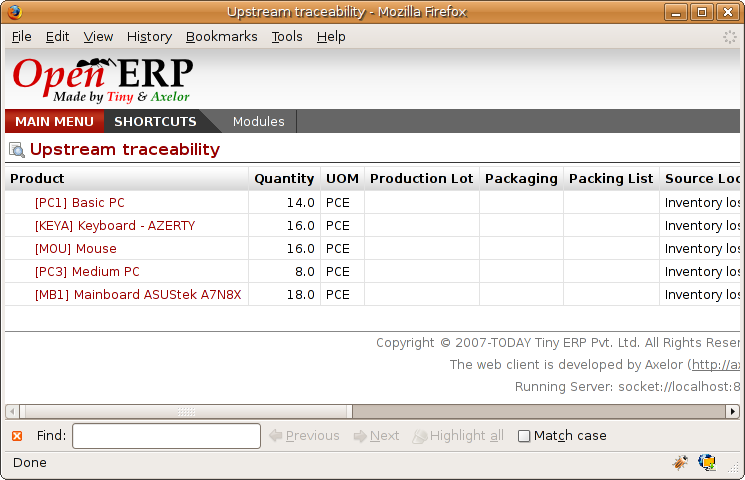 Upstream traceability - Mozilla Firefox
File Edit View History Bookmarks Tools Help
Open ERP
Made by Tiny & Axelor
MAIN MENU SHORTCUTS Modules
Upstream traceability
Product Quantity UOM Production Lot Packaging Packing List Source Loc
[PC1] Basic PC 14.0 PCE Inventory los
[KEYA] Keyboard - AZERTY 16.0 PCE Inventory los
[MOU] Mouse 16.0 PCE Inventory los
[PC3] Medium PC 8.0 PCE Inventory los
[MB1] Mainboard ASUStek A7N8X 18.0 PCE Inventory los
Copyright © 2007-TODAY Tiny ERP Pvt. Ltd. All Rights Reser
The web client is developed by Axelor (http://ax
Running Server: socket://localhost:8
Find: Previous Next Highlight all Match case
Done